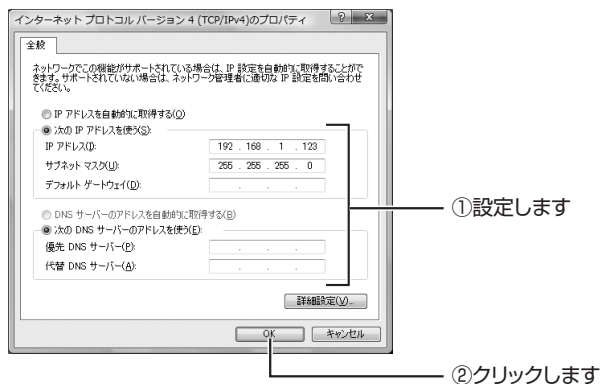 インターネット プロトコル バージョン 4 (TCP/IPv4)のプロパティ
全般
ネットワークでこの機能がサポートされている場合は、IP 設定を自動的に取得することがで
きます。サポートされていない場合は、ネットワーク管理者に適切な IP 設定を問い合わせ
てください。
IP アドレスを自動的に取得する(O)
次の IP アドレスを使う(S):
IP アドレス(I): 192 . 168 . 1 . 123
サブネット マスク(U): 255 . 255 . 255 . 0
デフォルト ゲートウェイ(D): . . .
①設定します
DNS サーバーのアドレスを自動的に取得する(B)
次の DNS サーバーのアドレスを使う(E):
優先 DNS サーバー(P): . . .
代替 DNS サーバー(A): . . .
詳細設定(V)...
OK キャンセル
②クリックします